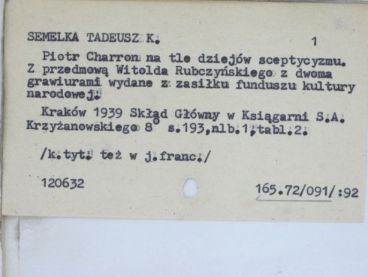 SEMELKA TADEUSZ K. 1
Piotr Charron na tle dziejów sceptycyzmu.
Z przedmową Witolda Rubczyńskiego z dwoma
grawiurami wydane z zasiłku funduszu kultury
narodowej.
Kraków 1939 Skład Główny w Księgarni S.A.
Krzyżanowskiego 8° s.193,nlb.1,tabl.2.
/k.tyt. też w j.franc./
120632
165.72/091/:92